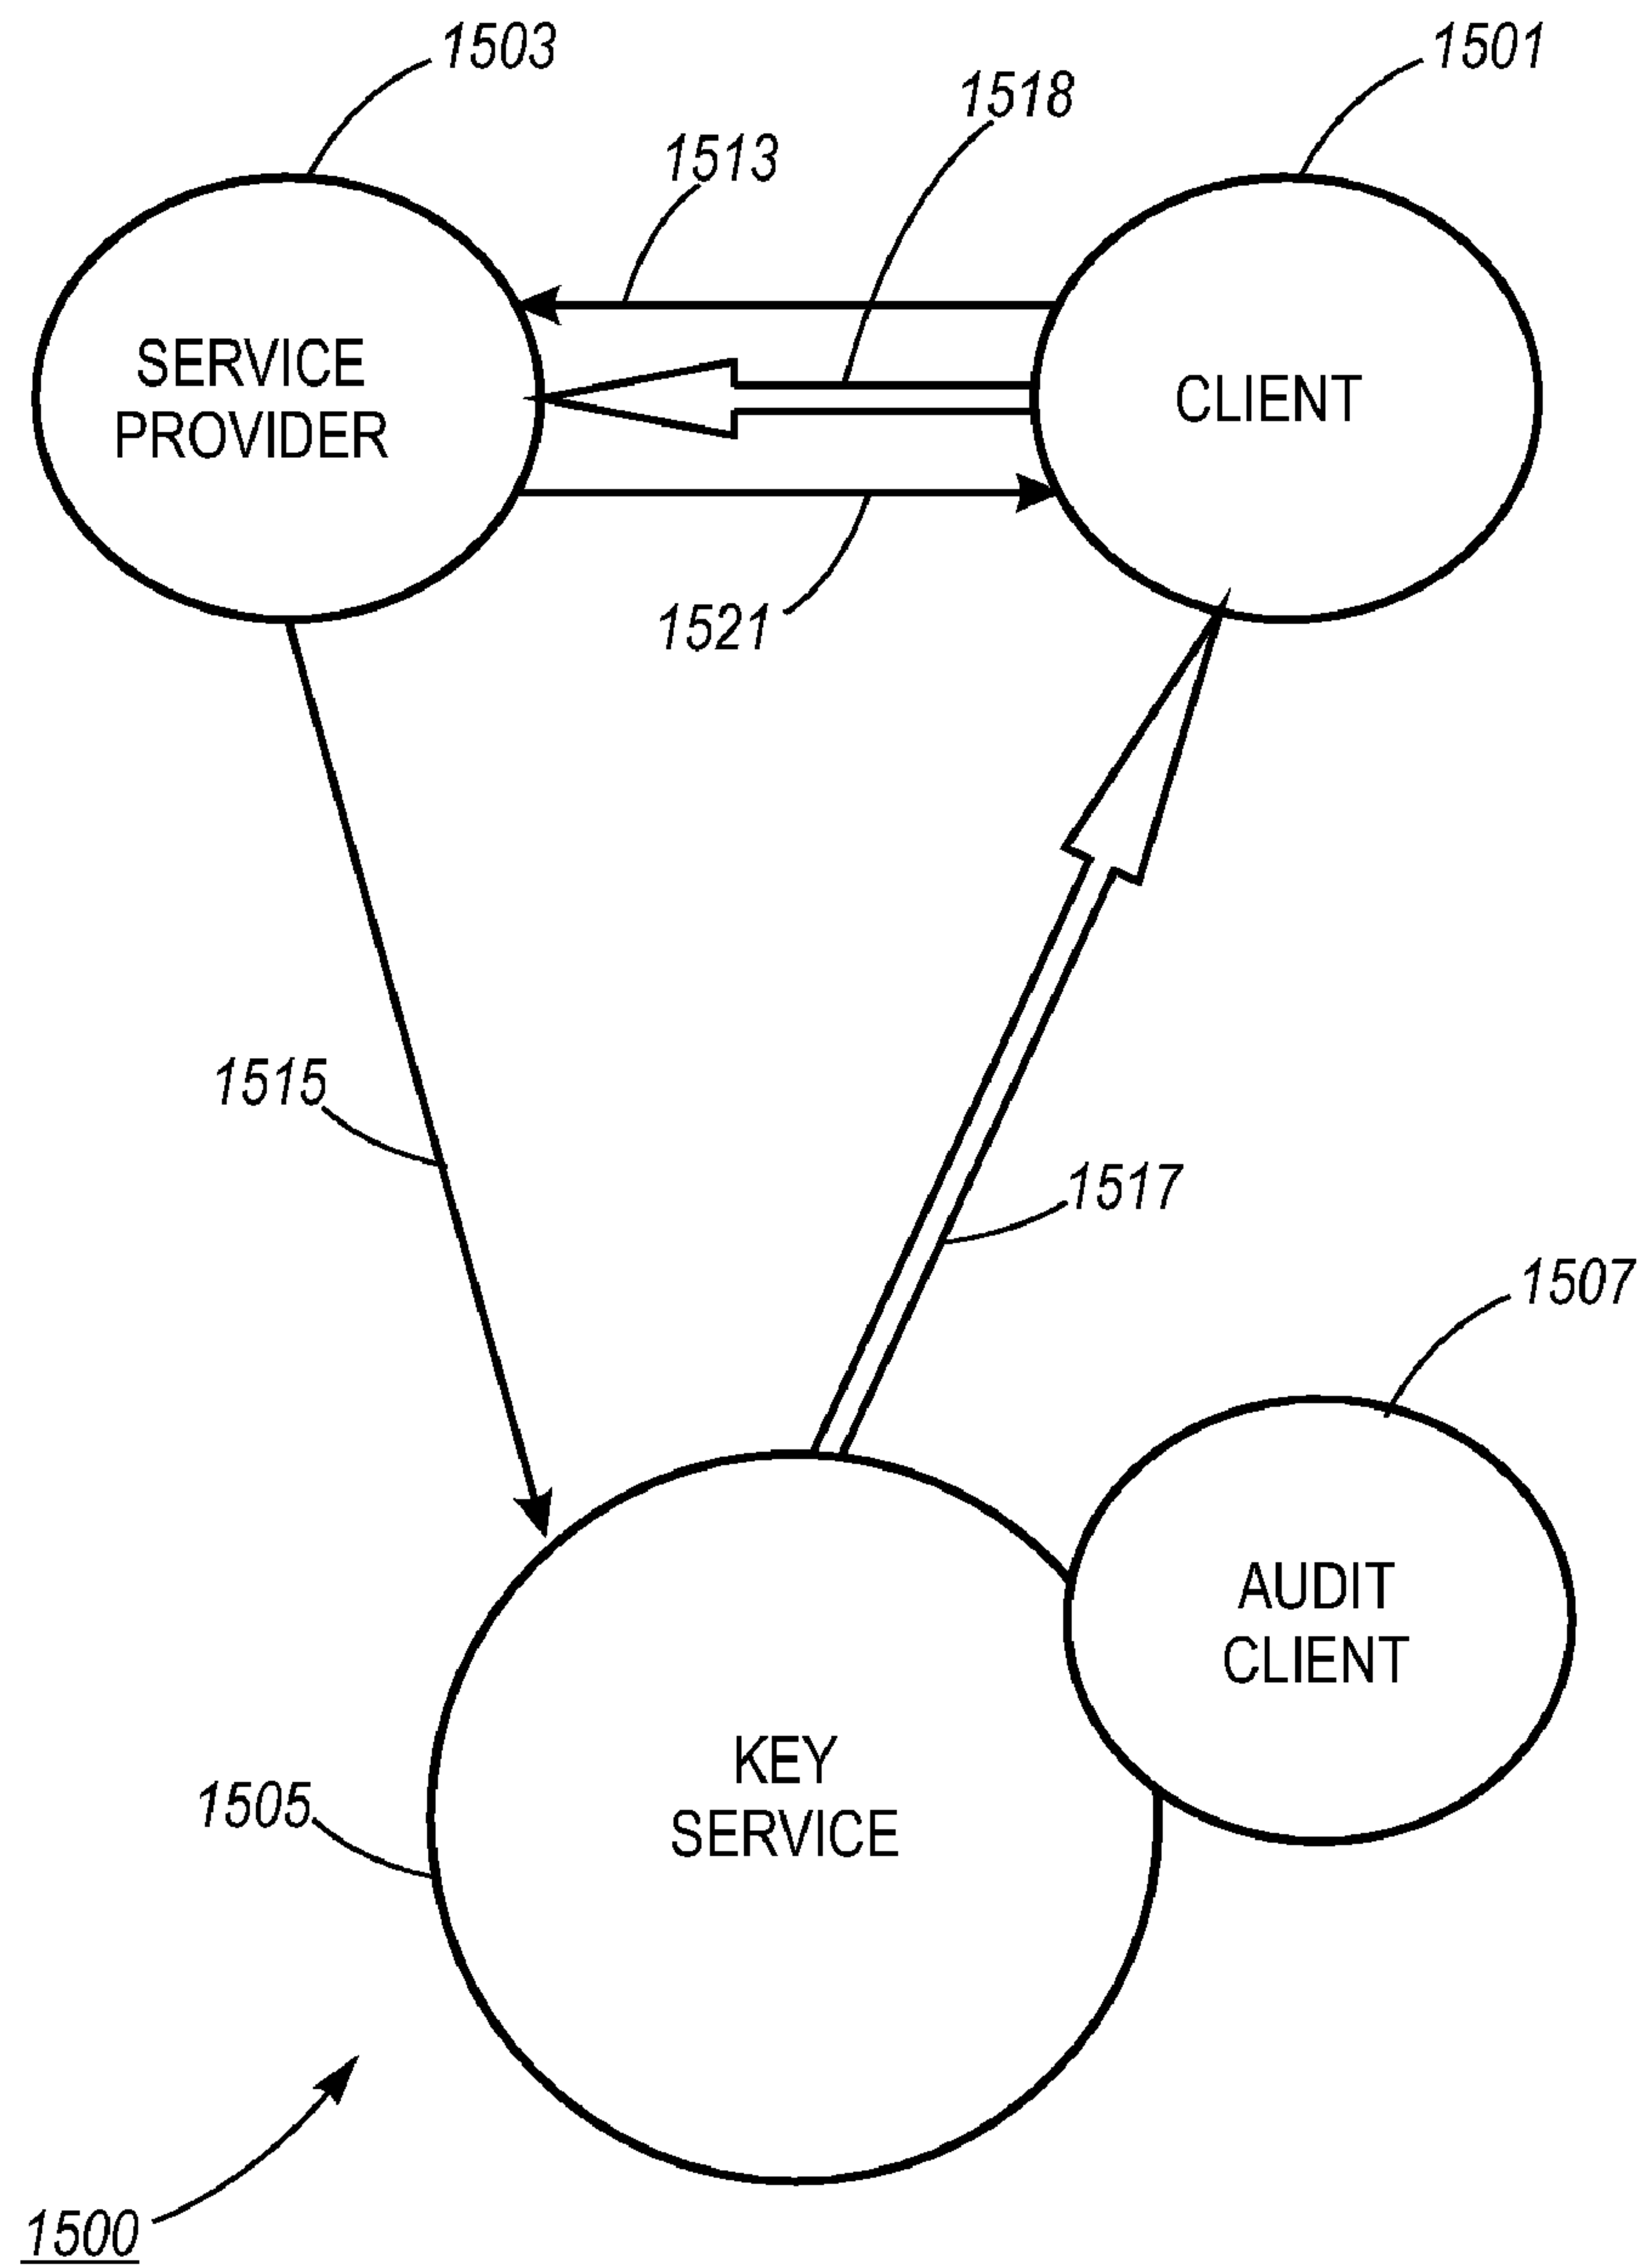 1503
1501
1518
1513
SERVICE
PROVIDER
CLIENT
1521
1515
1517
1507
AUDIT
CLIENT
KEY
SERVICE
1505
1500